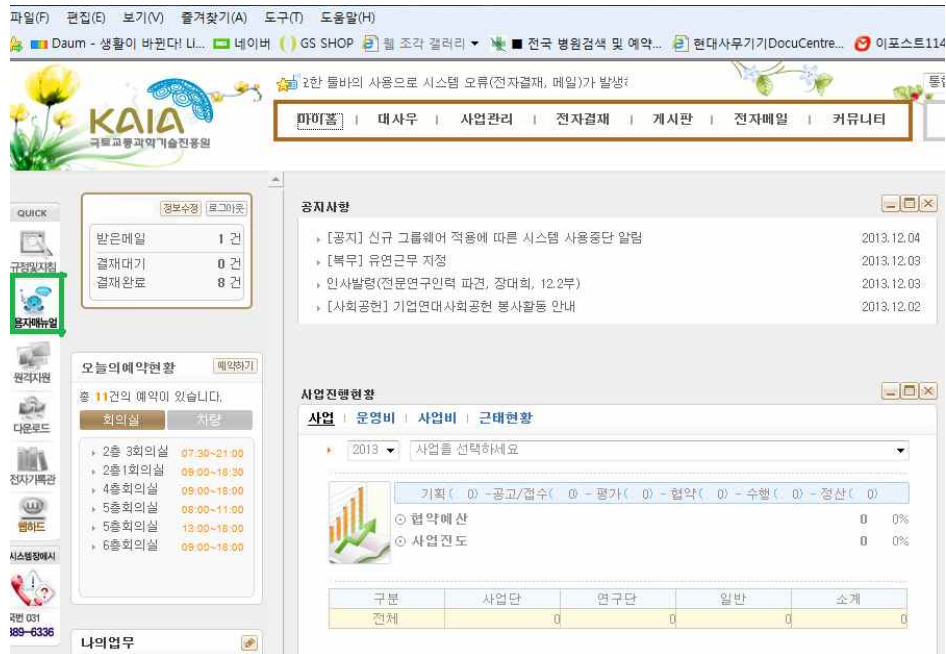 파일(F) 편집(E) 보기(V) 즐겨찾기(A) 도구(T) 도움말(H)
Daum - 생활이 바뀐다! Li... 네이버 GS SHOP 웹 조각 갤러리 전국 병원검색 및 예약... 현대사무기기DocuCentre... 이포스트114
한 툴바의 사용으로 시스템 오류(전자결재, 메일)가 발생
KAIA
국토교통과학기술진흥원
마이홈 | 대사우 | 사업관리 | 전자결재 | 게시판 | 전자메일 | 커뮤니티
QUICK
규정및지침
용자매뉴얼
원격지원
다운로드
전자기록관
웹하드
시스템장애시
국번 031
389-6336
정보수정 로그아웃
받은메일 1 건
결재대기 0 건
결재완료 8 건
오늘의예약현황 예약하기
총 11건의 예약이 있습니다.
회의실 차량
2층 3회의실 07:30~21:00
2층1회의실 09:00~18:30
4층회의실 09:00~18:00
5층회의실 08:00~11:00
5층회의실 13:00~18:00
6층회의실 09:00~18:00
나의업무
공지사항
[공지] 신규 그룹웨어 적용에 따른 시스템 사용중단 알림 2013.12.04
[복무] 유연근무 지정 2013.12.03
인사발령(전문연구인력 파견, 장대희, 12.2부) 2013.12.03
[사회공헌] 기업연대사회공헌 봉사활동 안내 2013.12.02
사업진행현황
사업 | 운영비 | 사업비 | 근태현황
2013 사업을 선택하세요
기획( 0) -공고/접수( 0) - 평가( 0) - 협약( 0) - 수행( 0) - 정산( 0)
협약예산 0 0%
사업진도 0 0%
구분 사업단 연구단 일반 소계
전체 0 0 0 0